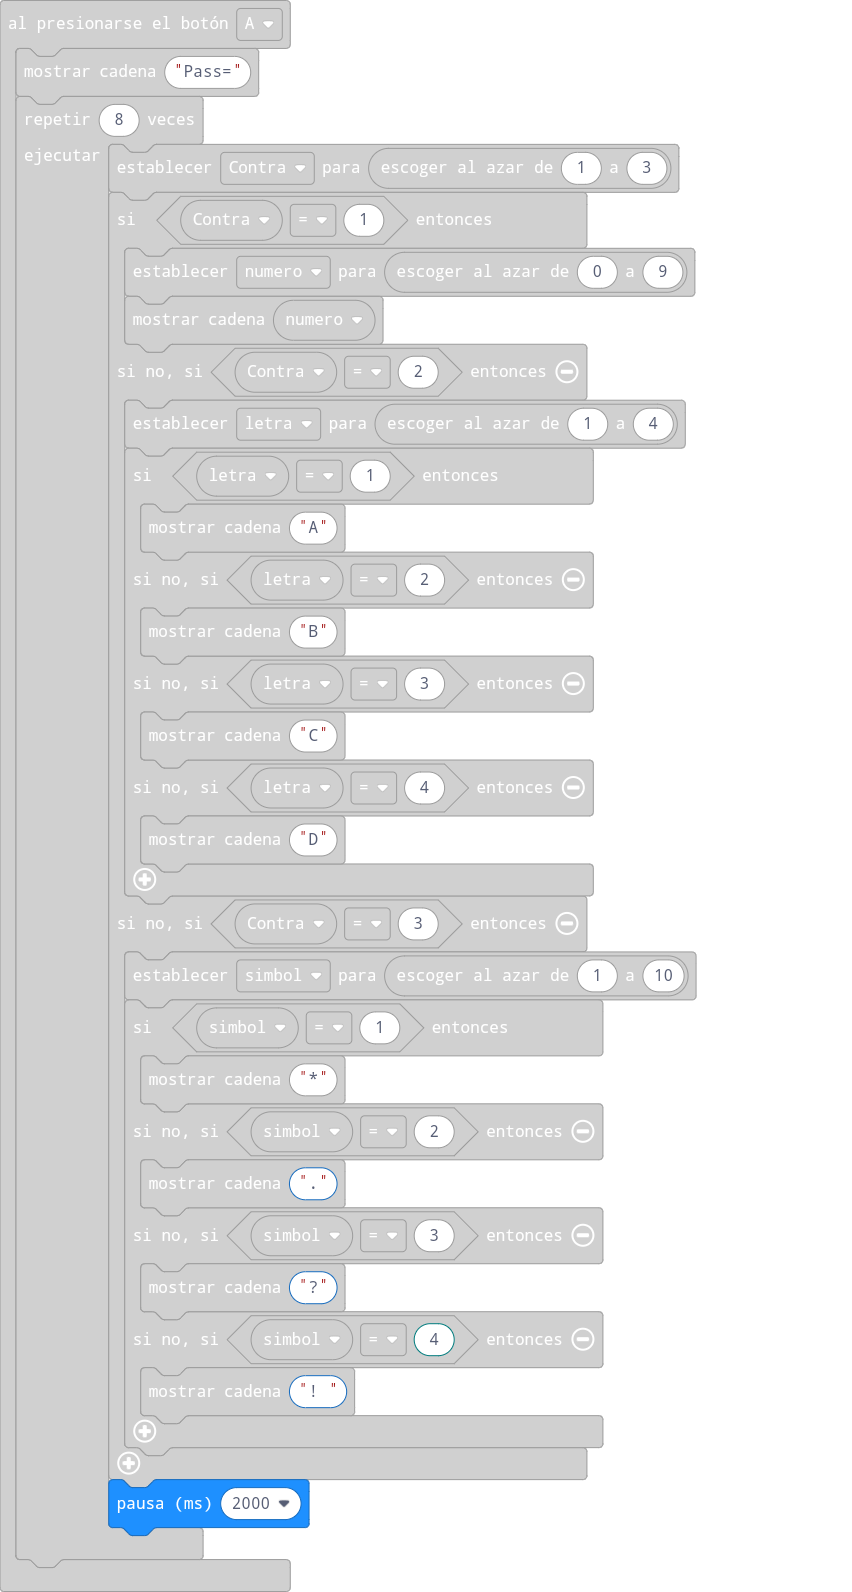 al presionarse el botón A
mostrar cadena "Pass="
repetir 8 veces
ejecutar
establecer Contra para escoger al azar de 1 a 3
si Contra = 1 entonces
establecer numero para escoger al azar de 0 a 9
mostrar cadena numero
si no, si Contra = 2 entonces
establecer letra para escoger al azar de 1 a 4
si letra = 1 entonces
mostrar cadena "A"
si no, si letra = 2 entonces
mostrar cadena "B"
si no, si letra = 3 entonces
mostrar cadena "C"
si no, si letra = 4 entonces
mostrar cadena "D"
si no, si Contra = 3 entonces
establecer simbol para escoger al azar de 1 a 10
si simbol = 1 entonces
mostrar cadena "*"
si no, si simbol = 2 entonces
mostrar cadena "."
si no, si simbol = 3 entonces
mostrar cadena "?"
si no, si simbol = 4 entonces
mostrar cadena "! "
pausa (ms) 2000